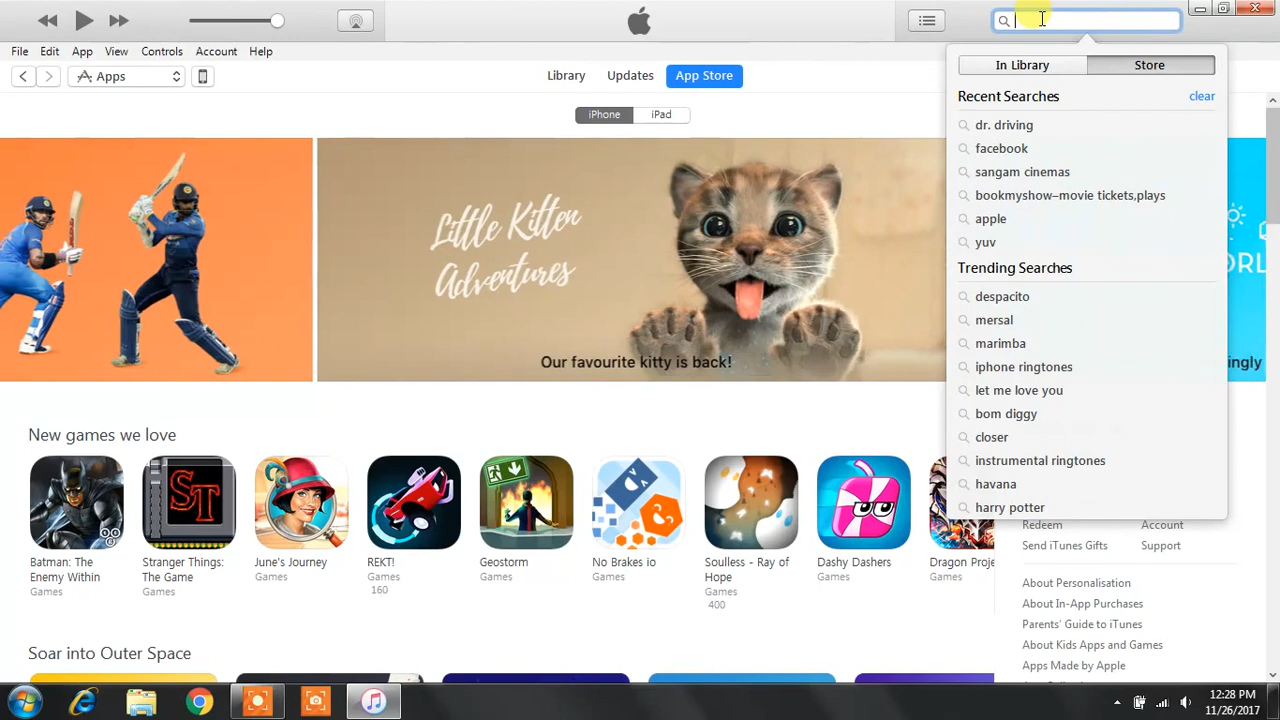 File Edit App View Controls Account Help
Apps
Library Updates App Store
iPhone iPad
In Library Store
Recent Searches clear
dr. driving
facebook
sangam cinemas
bookmyshow–movie tickets,plays
apple
yuv
Trending Searches
despacito
mersal
marimba
iphone ringtones
let me love you
bom diggy
closer
instrumental ringtones
havana
harry potter
Little Kitten
Adventures
Our favourite kitty is back!
New games we love
ST
Batman: The
Enemy Within
Games
Stranger Things:
The Game
Games
June's Journey
Games
REKT!
Games
160
Geostorm
Games
No Brakes io
Games
Soulless - Ray of
Hope
Games
400
Dashy Dashers
Games
Dragon Proje
Games
Redeem Account
Send iTunes Gifts Support
About Personalisation
About In-App Purchases
Parents' Guide to iTunes
About Kids Apps and Games
Apps Made by Apple
Soar into Outer Space
12:28 PM
11/26/2017